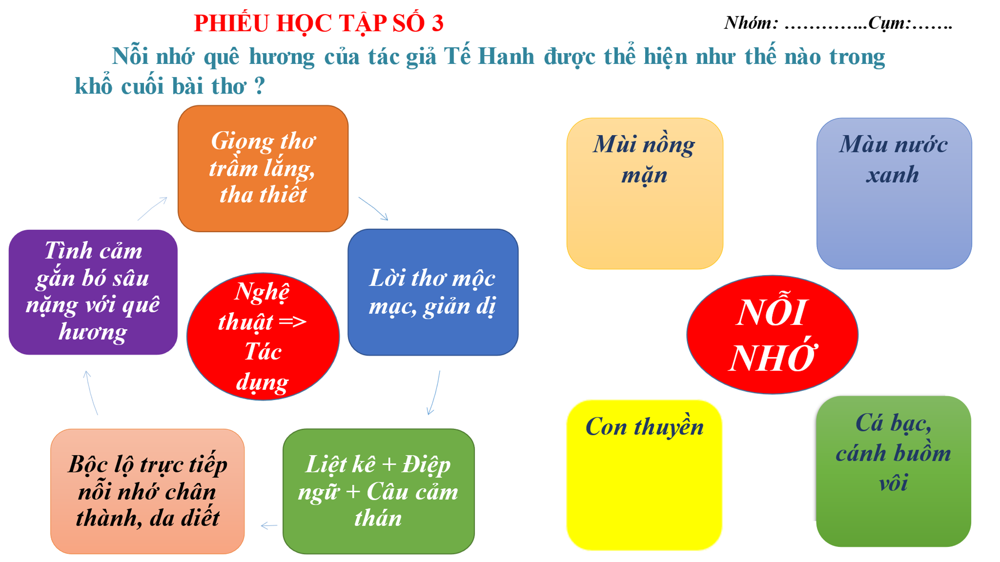 PHIẾU HỌC TẬP SỐ 3
Nhóm: …………...Cụm:.……
Nỗi nhớ quê hương của tác giả Tế Hanh được thể hiện như thế nào trong
khổ cuối bài thơ ?
Giọng thơ
trầm lắng,
tha thiết
Tình cảm
gắn bó sâu
nặng với quê
hương
Nghệ
thuật =>
Tác
dụng
Lời thơ mộc
mạc, giản dị
Bộc lộ trực tiếp
nỗi nhớ chân
thành, da diết
Liệt kê + Điệp
ngữ + Câu cảm
thán
Mùi nồng
mặn
Màu nước
xanh
NỖI
NHỚ
Con thuyền
Cá bạc,
cánh buồm
vôi